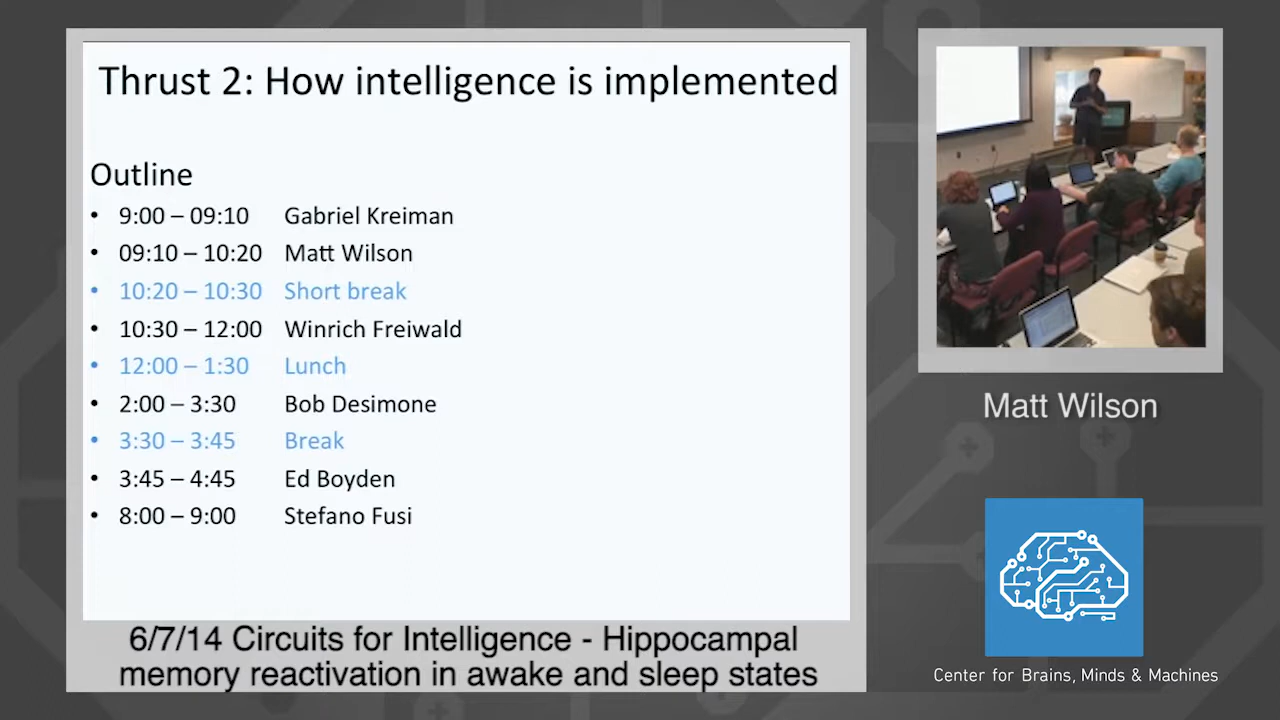 Thrust 2: How intelligence is implemented
Outline
• 9:00 – 09:10 Gabriel Kreiman
• 09:10 – 10:20 Matt Wilson
• 10:20 – 10:30 Short break
• 10:30 – 12:00 Winrich Freiwald
• 12:00 – 1:30 Lunch
• 2:00 – 3:30 Bob Desimone
• 3:30 – 3:45 Break
• 3:45 – 4:45 Ed Boyden
• 8:00 – 9:00 Stefano Fusi
6/7/14 Circuits for Intelligence - Hippocampal
memory reactivation in awake and sleep states
Matt Wilson
Center for Brains, Minds & Machines